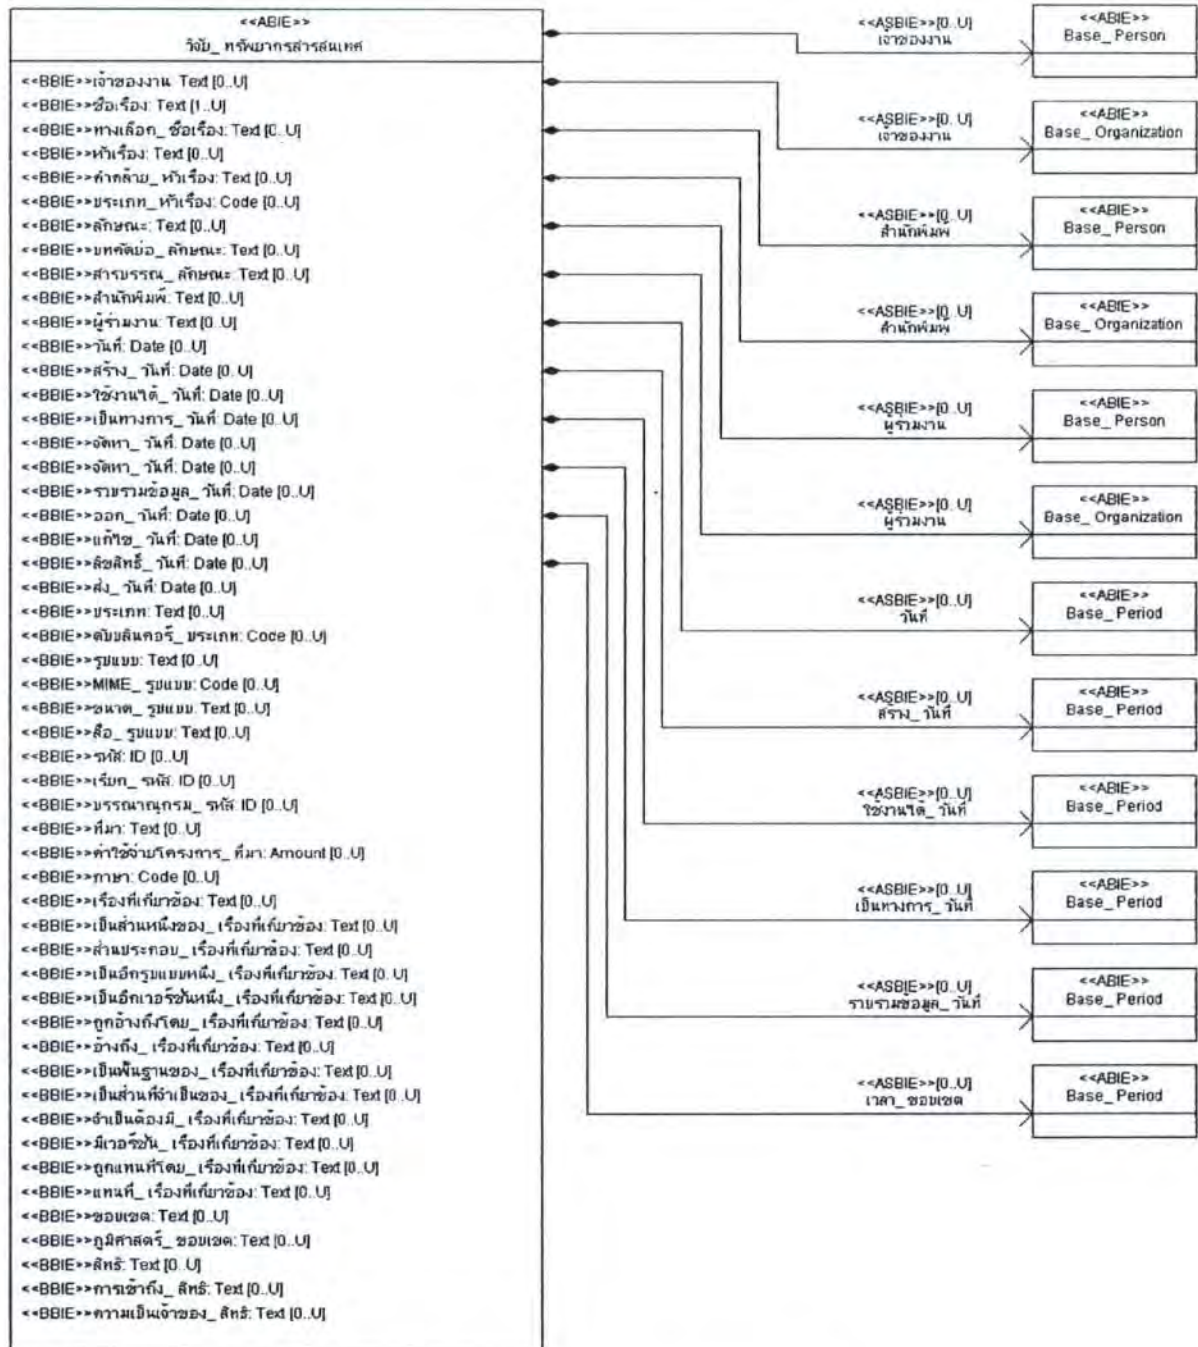 <<ABIE>>
วิจัย_ ทรัพยากรสารสนเทศ
<<BBIE>>เจ้าของงาน: Text [0..U]
<<BBIE>>ชื่อเรื่อง: Text [1..U]
<<BBIE>>ทางเลือก_ ชื่อเรื่อง: Text [0..U]
<<BBIE>>หัวเรื่อง: Text [0..U]
<<BBIE>>คำคล้าย_ หัวเรื่อง: Text [0..U]
<<BBIE>>ประเภท_ หัวเรื่อง: Code [0..U]
<<BBIE>>ลักษณะ: Text [0..U]
<<BBIE>>บทคัดย่อ_ ลักษณะ: Text [0..U]
<<BBIE>>สารบรรณ_ ลักษณะ: Text [0..U]
<<BBIE>>สำนักพิมพ์: Text [0..U]
<<BBIE>>ผู้ร่วมงาน: Text [0..U]
<<BBIE>>วันที่: Date [0..U]
<<BBIE>>สร้าง_ วันที่: Date [0..U]
<<BBIE>>ใช้งานได้_ วันที่: Date [0..U]
<<BBIE>>เป็นทางการ_ วันที่: Date [0..U]
<<BBIE>>จัดหา_ วันที่: Date [0..U]
<<BBIE>>จัดหา_ วันที่: Date [0..U]
<<BBIE>>รวบรวมข้อมูล_ วันที่: Date [0..U]
<<BBIE>>ออก_ วันที่: Date [0..U]
<<BBIE>>แก้ไข_ วันที่: Date [0..U]
<<BBIE>>ลิขสิทธิ์_ วันที่: Date [0..U]
<<BBIE>>ส่ง_ วันที่: Date [0..U]
<<BBIE>>ประเภท: Text [0..U]
<<BBIE>>ดับบลินคอร์_ ประเภท: Code [0..U]
<<BBIE>>รูปแบบ: Text [0..U]
<<BBIE>>MIME_ รูปแบบ: Code [0..U]
<<BBIE>>ขนาด_ รูปแบบ: Text [0..U]
<<BBIE>>สื่อ_ รูปแบบ: Text [0..U]
<<BBIE>>รหัส: ID [0..U]
<<BBIE>>เรียก_ รหัส: ID [0..U]
<<BBIE>>บรรณานุกรม_ รหัส: ID [0..U]
<<BBIE>>ที่มา: Text [0..U]
<<BBIE>>ค่าใช้จ่ายโครงการ_ ที่มา: Amount [0..U]
<<BBIE>>ภาษา: Code [0..U]
<<BBIE>>เรื่องที่เกี่ยวข้อง: Text [0..U]
<<BBIE>>เป็นส่วนหนึ่งของ_ เรื่องที่เกี่ยวข้อง: Text [0..U]
<<BBIE>>ส่วนประกอบ_ เรื่องที่เกี่ยวข้อง: Text [0..U]
<<BBIE>>เป็นอีกรูปแบบหนึ่ง_ เรื่องที่เกี่ยวข้อง: Text [0..U]
<<BBIE>>เป็นอีกเวอร์ชันหนึ่ง_ เรื่องที่เกี่ยวข้อง: Text [0..U]
<<BBIE>>ถูกอ้างถึงโดย_ เรื่องที่เกี่ยวข้อง: Text [0..U]
<<BBIE>>อ้างถึง_ เรื่องที่เกี่ยวข้อง: Text [0..U]
<<BBIE>>เป็นพื้นฐานของ_ เรื่องที่เกี่ยวข้อง: Text [0..U]
<<BBIE>>เป็นส่วนที่จำเป็นของ_ เรื่องที่เกี่ยวข้อง: Text [0..U]
<<BBIE>>จำเป็นต้องมี_ เรื่องที่เกี่ยวข้อง: Text [0..U]
<<BBIE>>มีเวอร์ชัน_ เรื่องที่เกี่ยวข้อง: Text [0..U]
<<BBIE>>ถูกแทนที่โดย_ เรื่องที่เกี่ยวข้อง: Text [0..U]
<<BBIE>>แทนที่_ เรื่องที่เกี่ยวข้อง: Text [0..U]
<<BBIE>>ขอบเขต: Text [0..U]
<<BBIE>>ภูมิศาสตร์_ ขอบเขต: Text [0..U]
<<BBIE>>สิทธิ: Text [0..U]
<<BBIE>>การเข้าถึง_ สิทธิ: Text [0..U]
<<BBIE>>ความเป็นเจ้าของ_ สิทธิ: Text [0..U]
<<ASBIE>>[0..U]
เจ้าของงาน
<<ABIE>>
Base_ Person
<<ASBIE>>[0..U]
เจ้าของงาน
<<ABIE>>
Base_ Organization
<<ASBIE>>[0..U]
สำนักพิมพ์
<<ABIE>>
Base_ Person
<<ASBIE>>[0..U]
สำนักพิมพ์
<<ABIE>>
Base_ Organization
<<ASBIE>>[0..U]
ผู้ร่วมงาน
<<ABIE>>
Base_ Person
<<ASBIE>>[0..U]
ผู้ร่วมงาน
<<ABIE>>
Base_ Organization
<<ASBIE>>[0..U]
วันที่
<<ABIE>>
Base_ Period
<<ASBIE>>[0..U]
สร้าง_ วันที่
<<ABIE>>
Base_ Period
<<ASBIE>>[0..U]
ใช้งานได้_ วันที่
<<ABIE>>
Base_ Period
<<ASBIE>>[0..U]
เป็นทางการ_ วันที่
<<ABIE>>
Base_ Period
<<ASBIE>>[0..U]
รวบรวมข้อมูล_ วันที่
<<ABIE>>
Base_ Period
<<ASBIE>>[0..U]
เวลา_ ขอบเขต
<<ABIE>>
Base_ Period